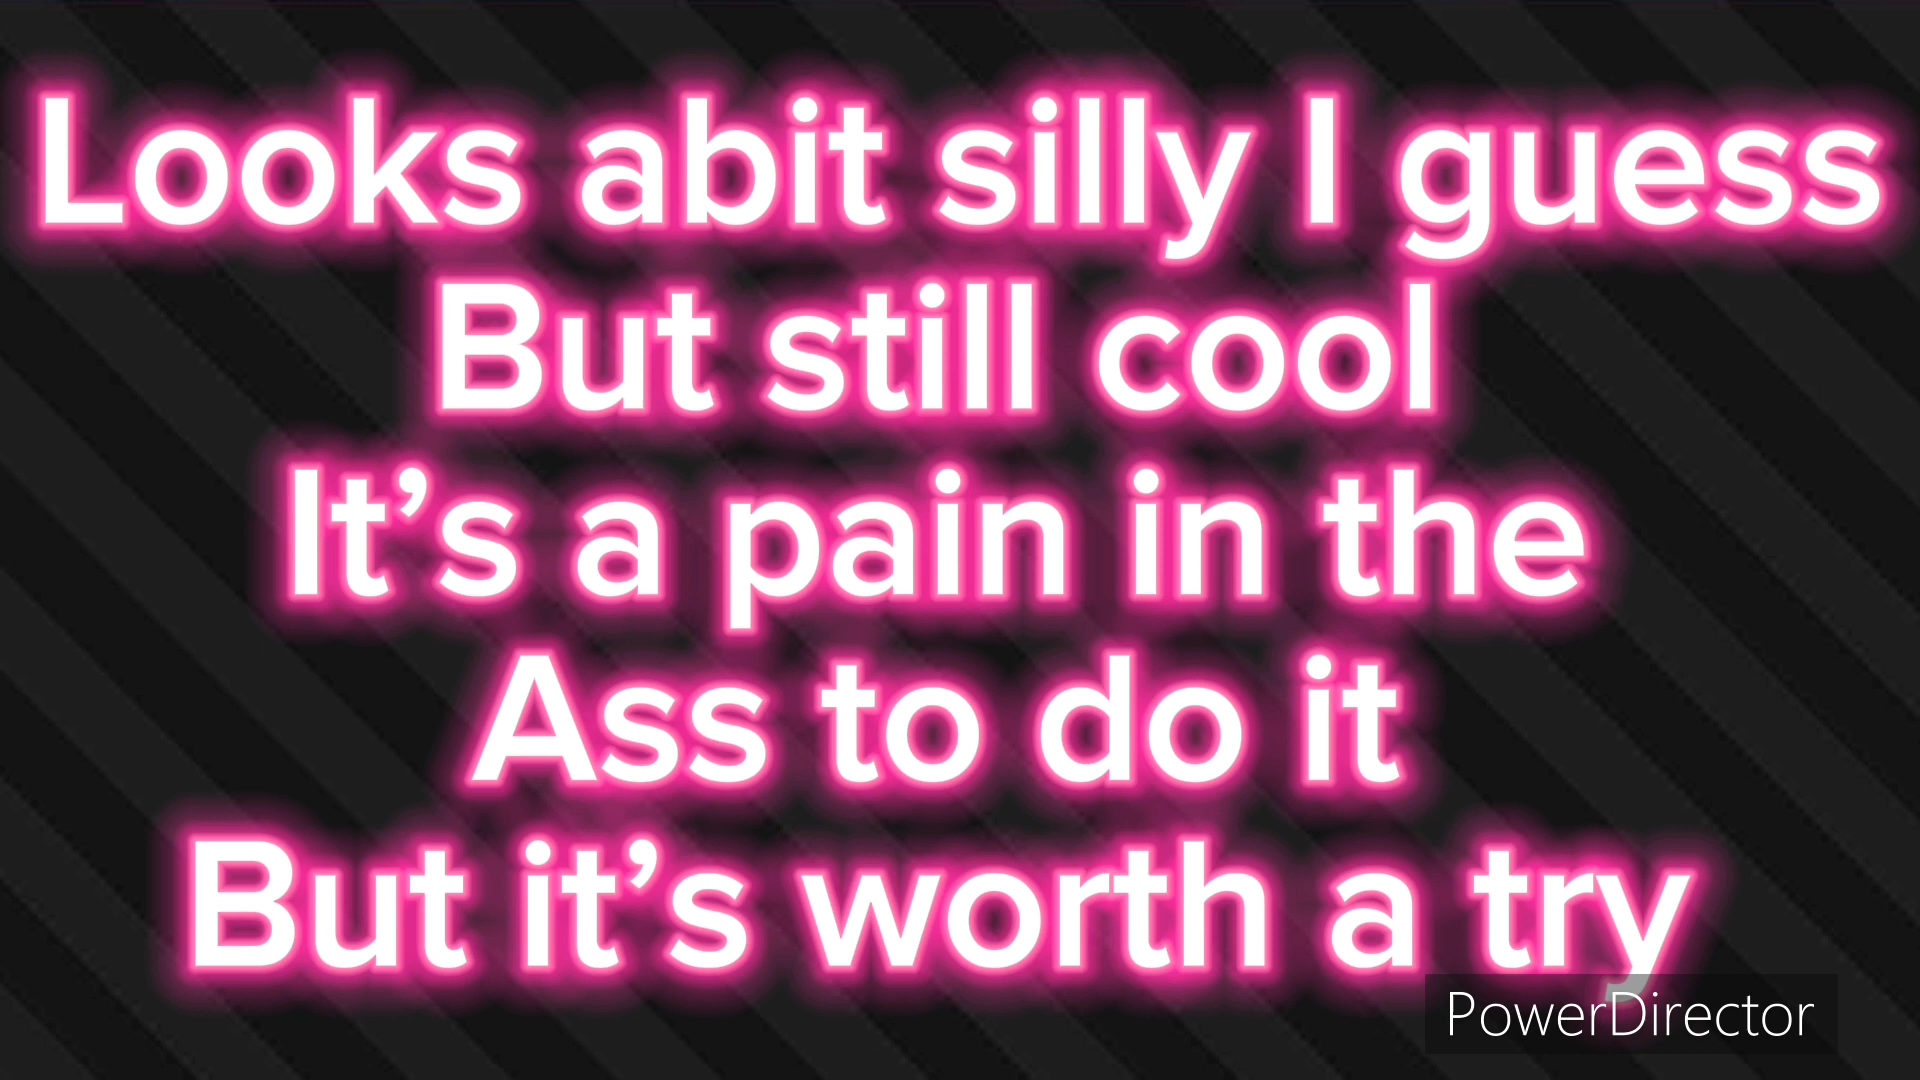 Looks abit silly I guess
But still cool
It’s a pain in the
Ass to do it
But it’s worth a try
PowerDirector